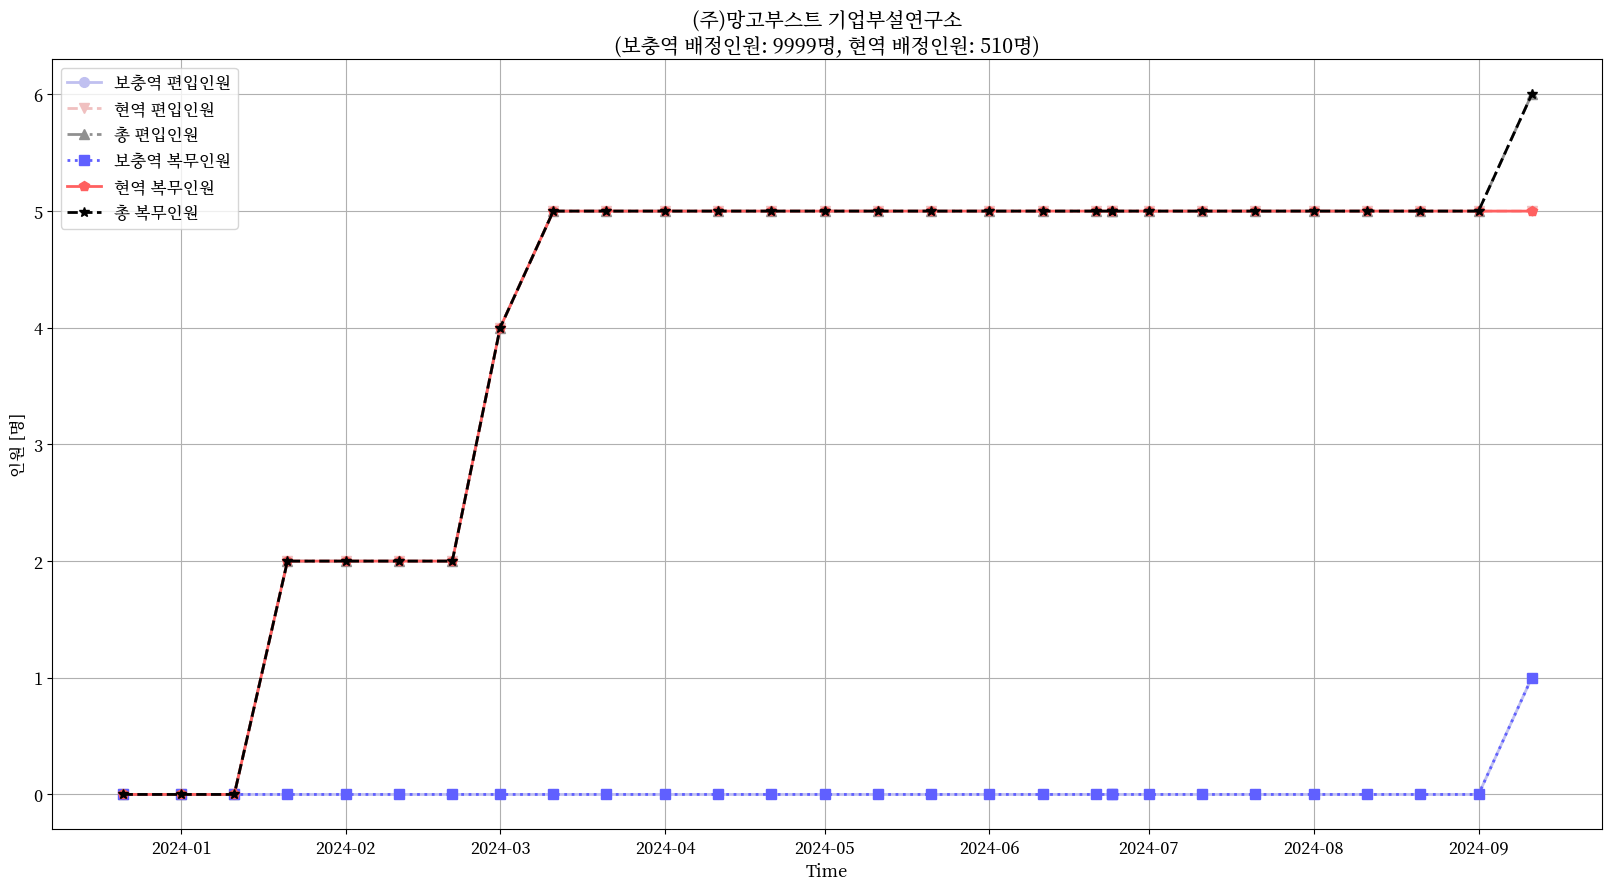 (주)망고부스트 기업부설연구소
(보충역 배정인원: 9999명, 현역 배정인원: 510명)
보충역 편입인원
현역 편입인원
총 편입인원
보충역 복무인원
현역 복무인원
총 복무인원
인원 [명]
6
5
4
3
2
1
0
2024-01
2024-02
2024-03
2024-04
2024-05
2024-06
2024-07
2024-08
2024-09
Time